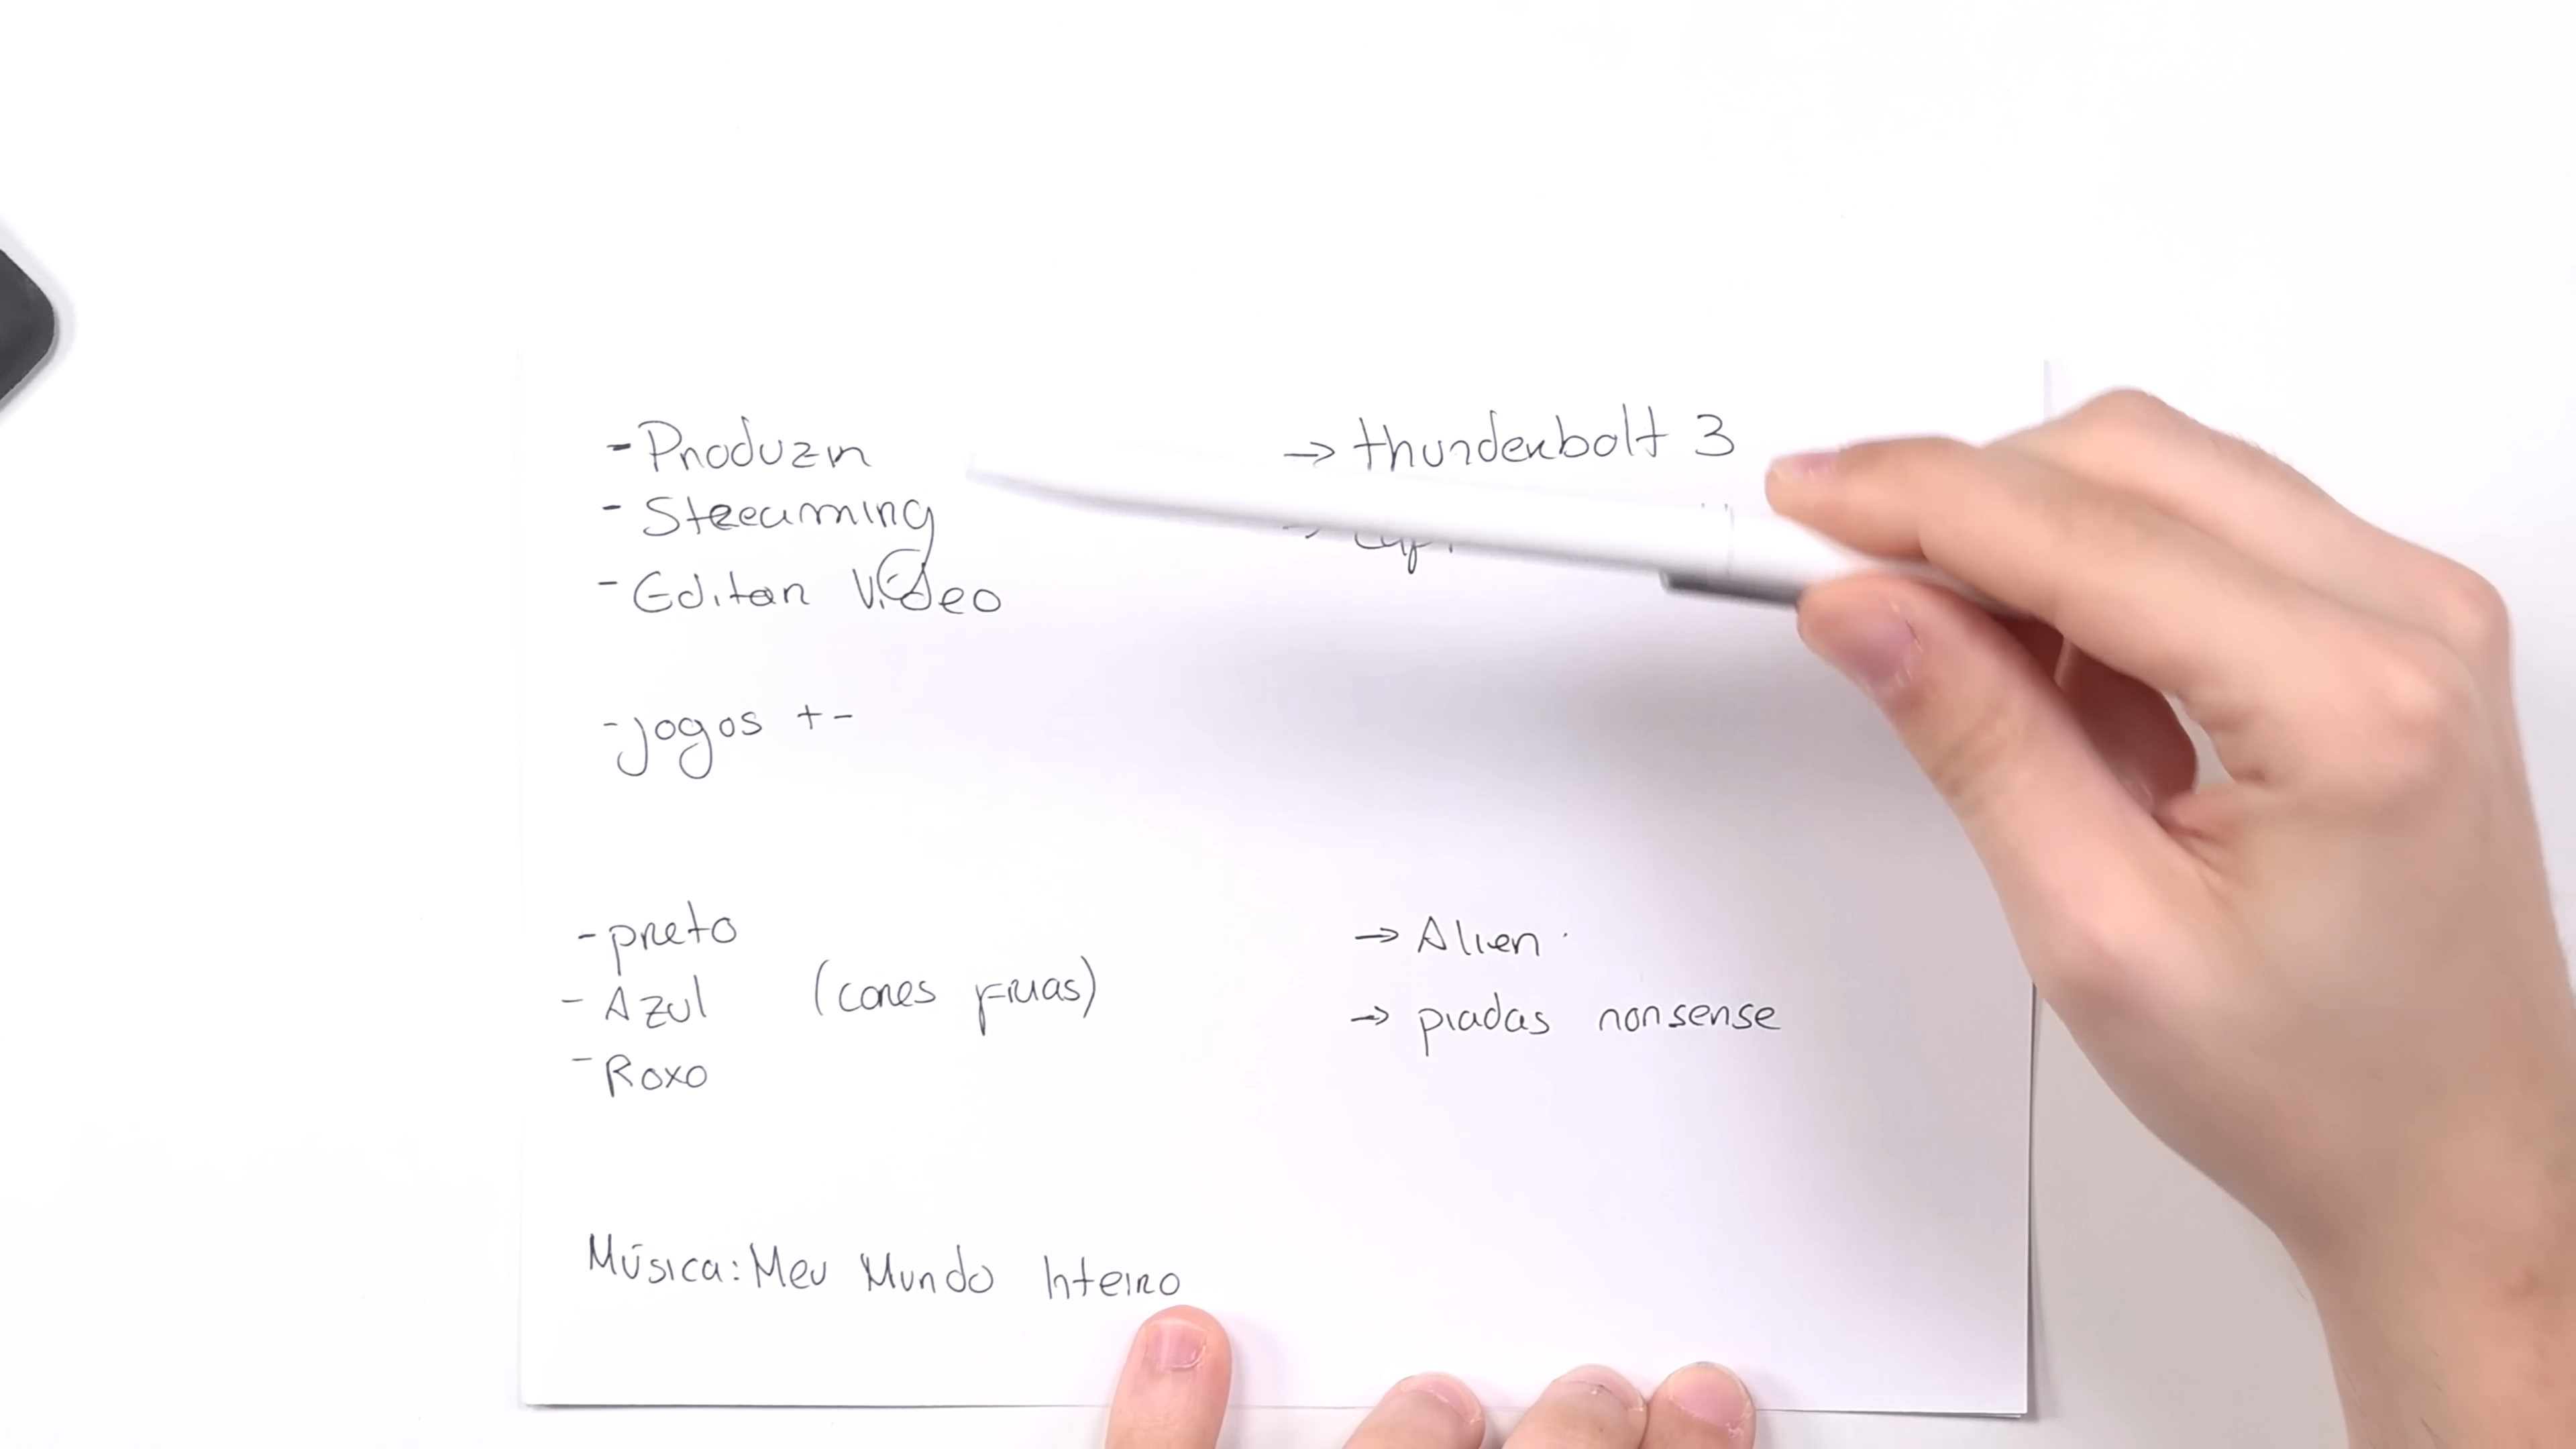 - Produzir
- Streaming
- Editar Vídeo
- jogos + -
→ thunderbolt 3
- preto
- Azul (cores frias)
- Roxo
→ Alien
→ piadas nonsense
Música: Meu Mundo Inteiro